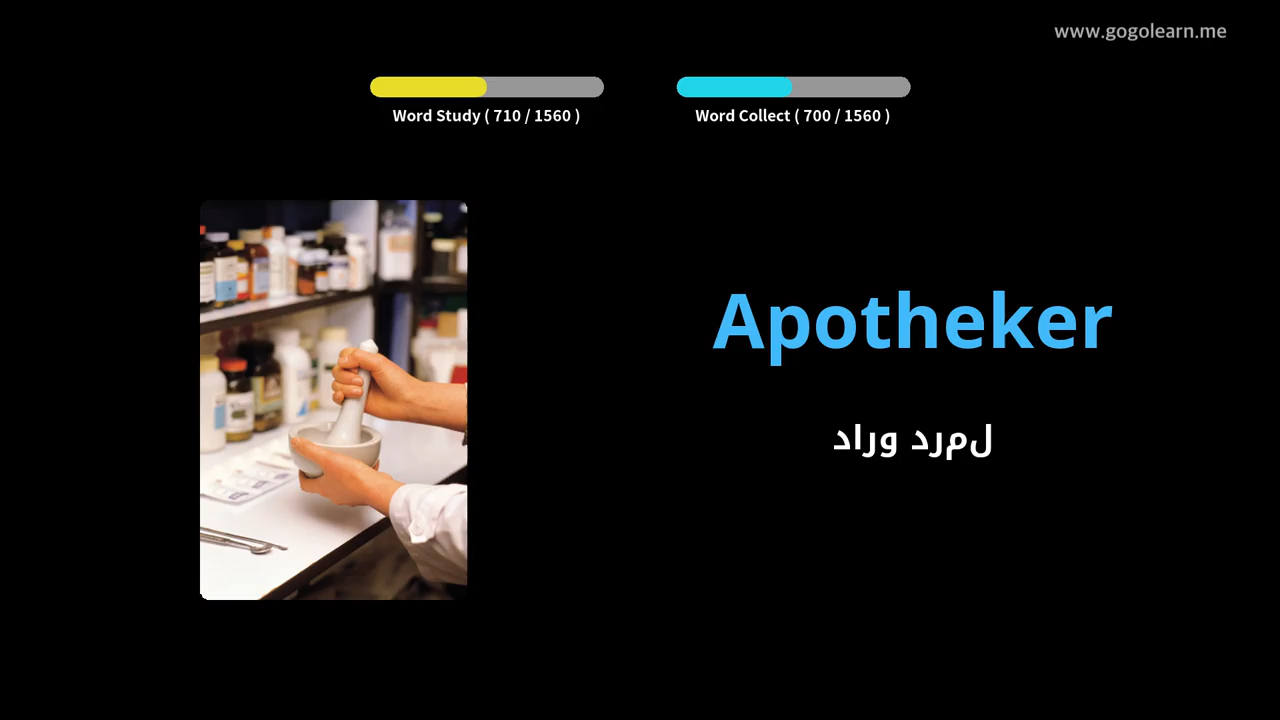 www.gogolearn.me
Word Study ( 710 / 1560 )
Word Collect ( 700 / 1560 )
Apotheker
لمرد وراد